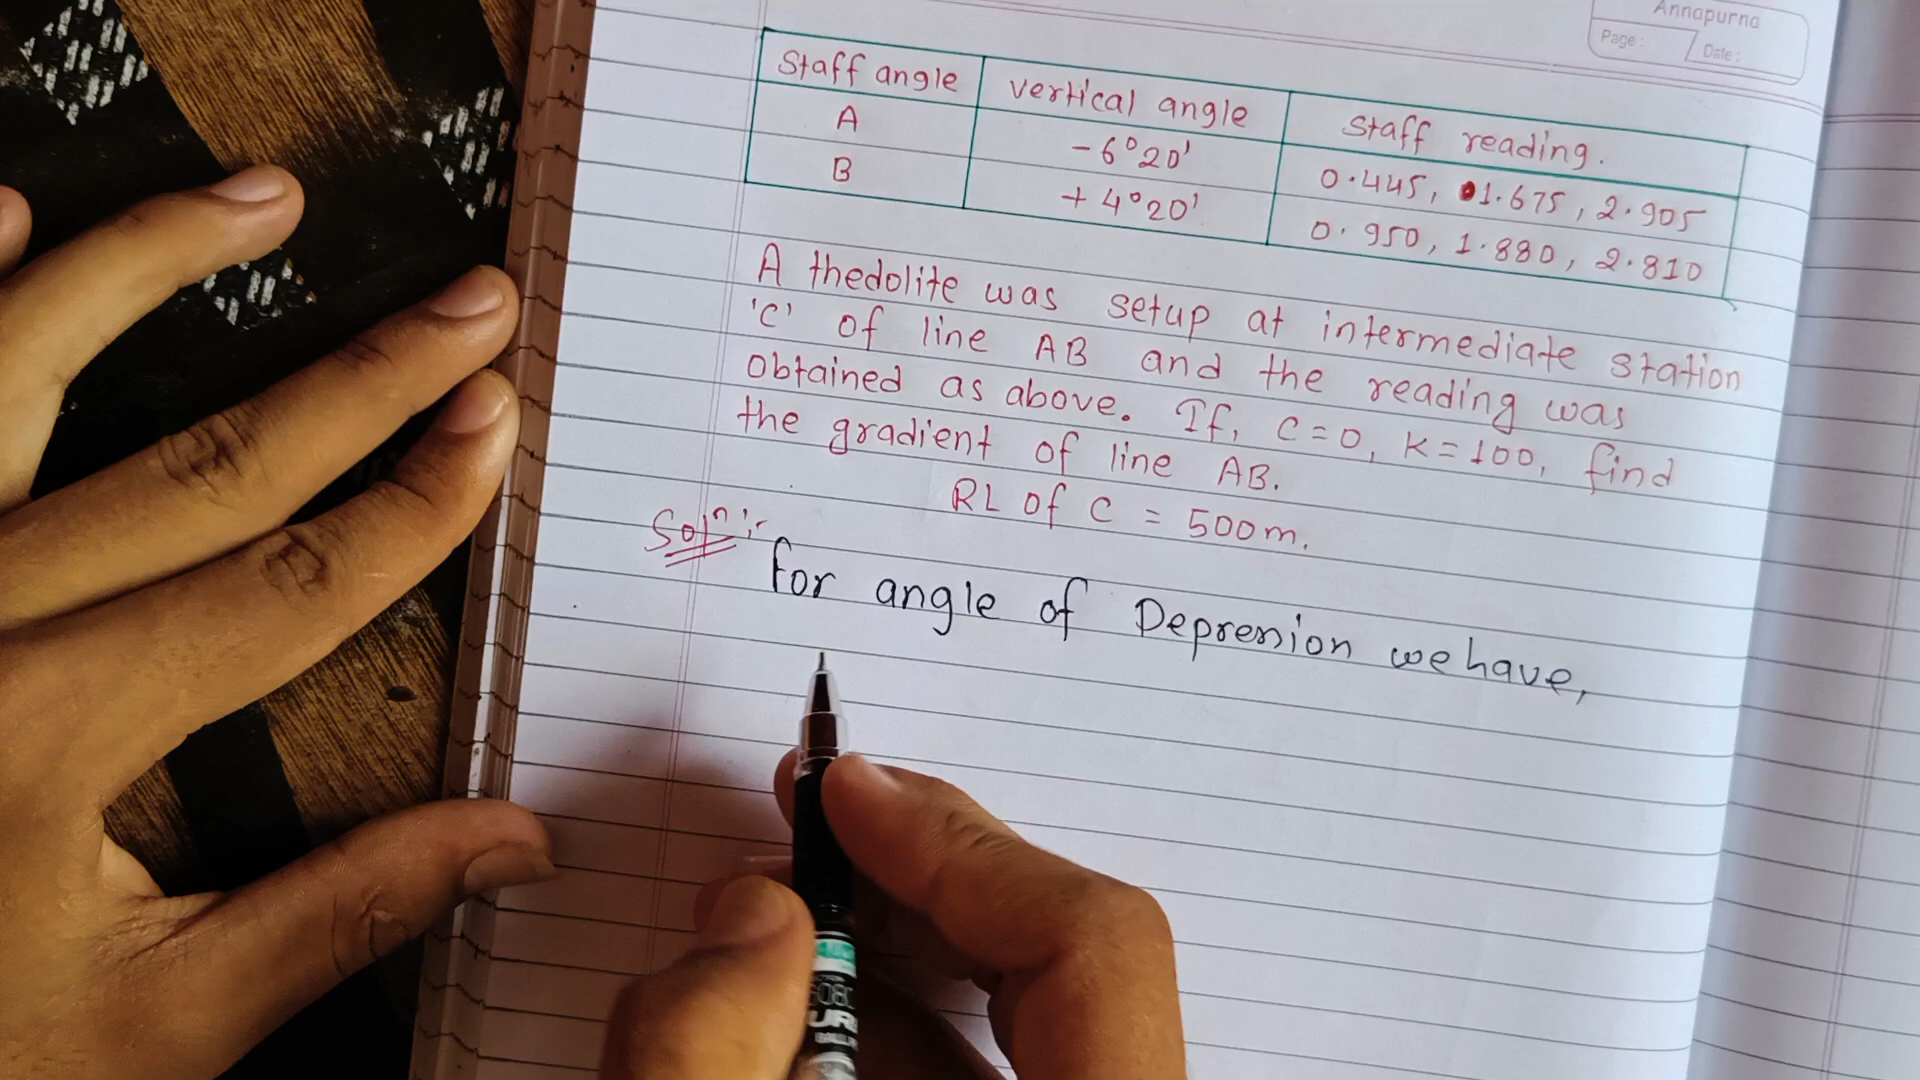 Annapurna
Page: Date:
Staff angle vertical angle Staff reading.
A -6°20' 0.445, 1.675, 2.905
B +4°20' 0.950, 1.880, 2.810
A thedolite was setup at intermediate station
'C' of line AB and the reading was
obtained as above. If, C=0, K=100, find
the gradient of line AB.
RL of C = 500m.
Solⁿ:-
For angle of Depression we have,